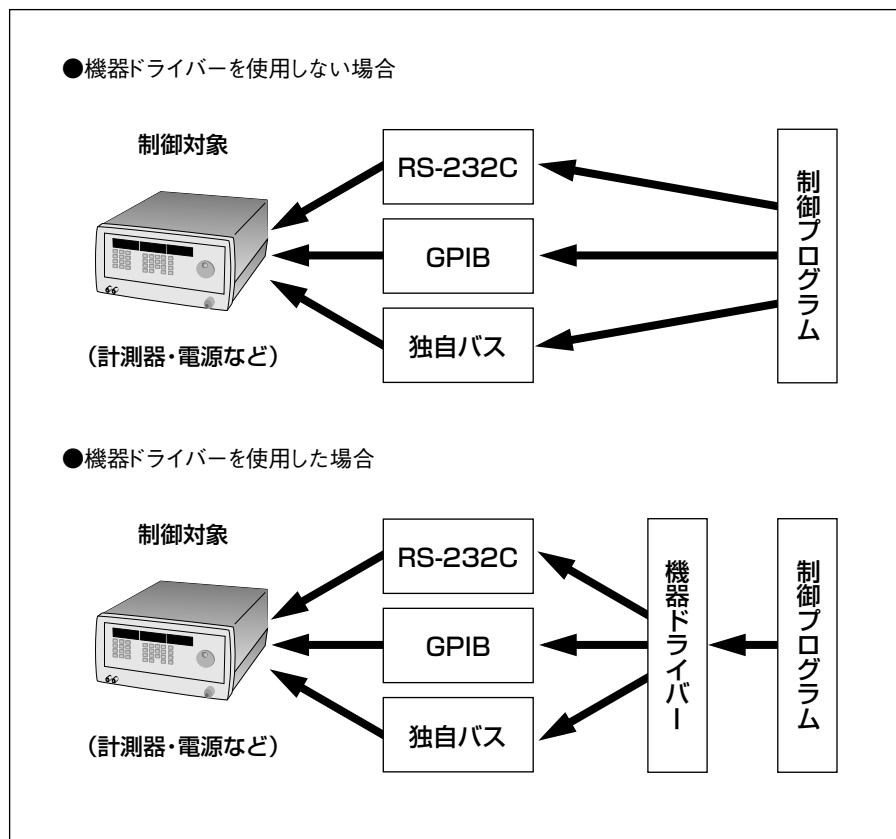 ●機器ドライバーを使用しない場合
制御対象
RS-232C
GPIB
独自バス
制御プログラム
(計測器・電源など)
●機器ドライバーを使用した場合
制御対象
RS-232C
GPIB
独自バス
機器ドライバー
制御プログラム
(計測器・電源など)